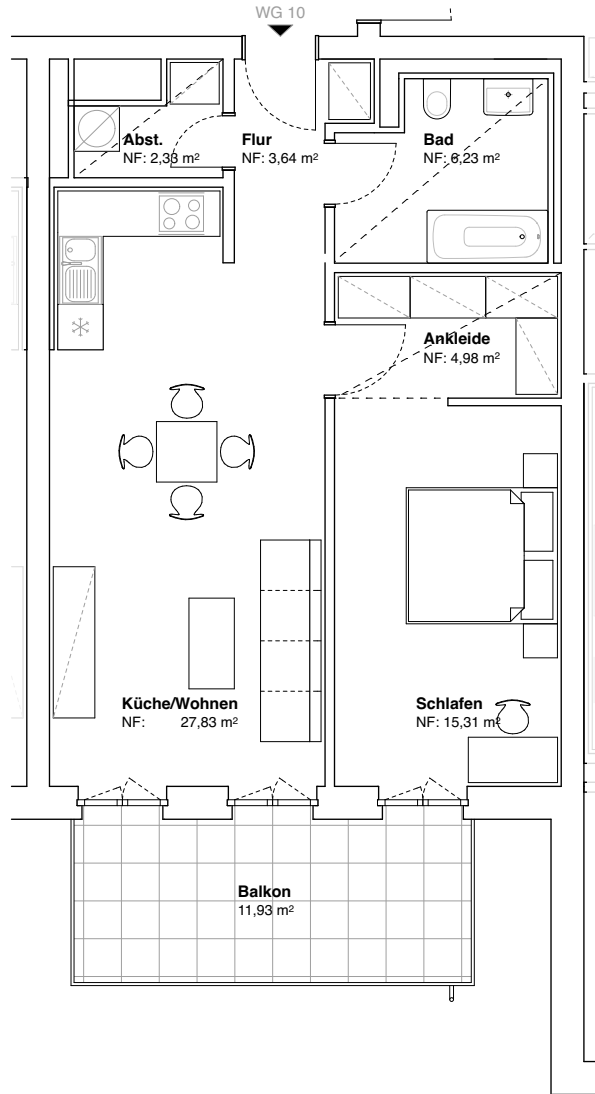 WG 10
Abst.
NF: 2,33 m²
Flur
NF: 3,64 m²
Bad
NF: 6,23 m²
Ankleide
NF: 4,98 m²
Küche/Wohnen
NF: 27,83 m²
Schlafen
NF: 15,31 m²
Balkon
11,93 m²